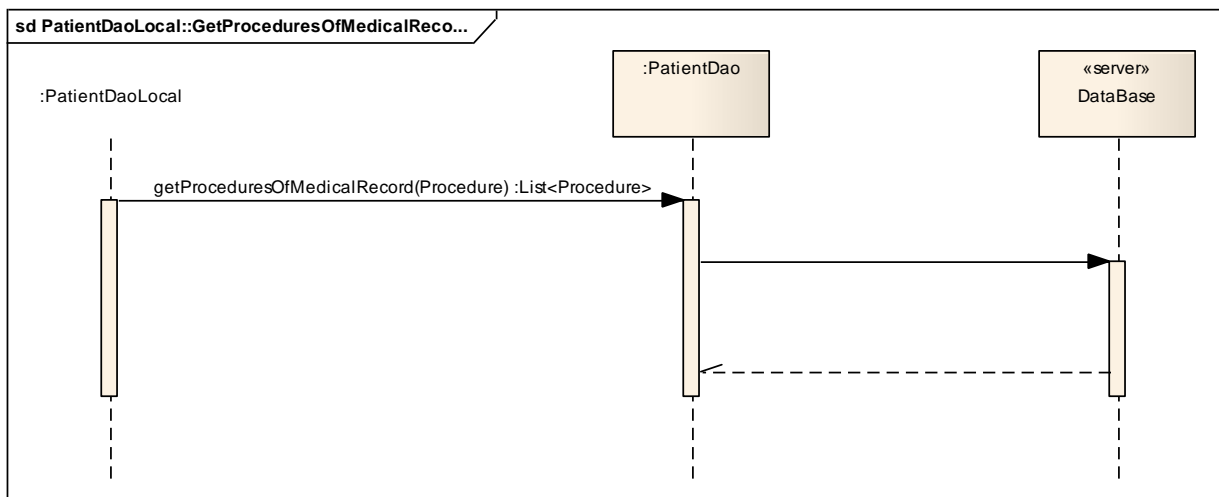 sd PatientDaoLocal::GetProceduresOfMedicalReco...
:PatientDaoLocal
:PatientDao
«server»
DataBase
getProceduresOfMedicalRecord(Procedure) :List<Procedure>